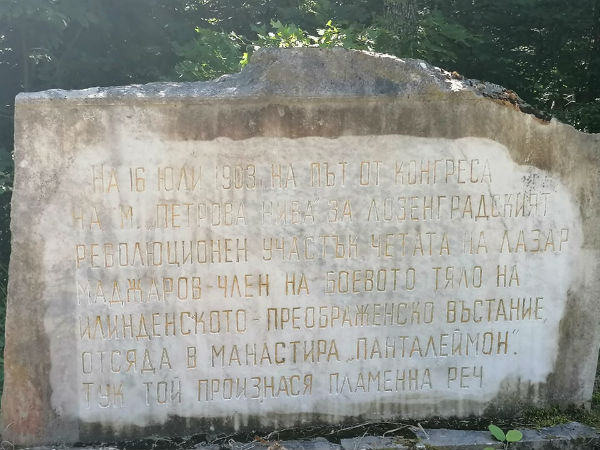 НА 16 ЮЛИ 1903, НА ПЪТ ОТ КОНГРЕСА
НА М. „ПЕТРОВА НИВА" ЗА ЛОЗЕНГРАДСКИЯТ
РЕВОЛЮЦИОНЕН УЧАСТЪК ЧЕТАТА НА ЛАЗАР
МАДЖАРОВ-ЧЛЕН НА БОЕВОТО ТЯЛО НА
ИЛИНДЕНСКОТО-ПРЕОБРАЖЕНСКО ВЪСТАНИЕ,
ОТСЯДА В МАНАСТИРА „ПАНТАЛЕЙМОН".
ТУК ТОЙ ПРОИЗНАСЯ ПЛАМЕННА РЕЧ